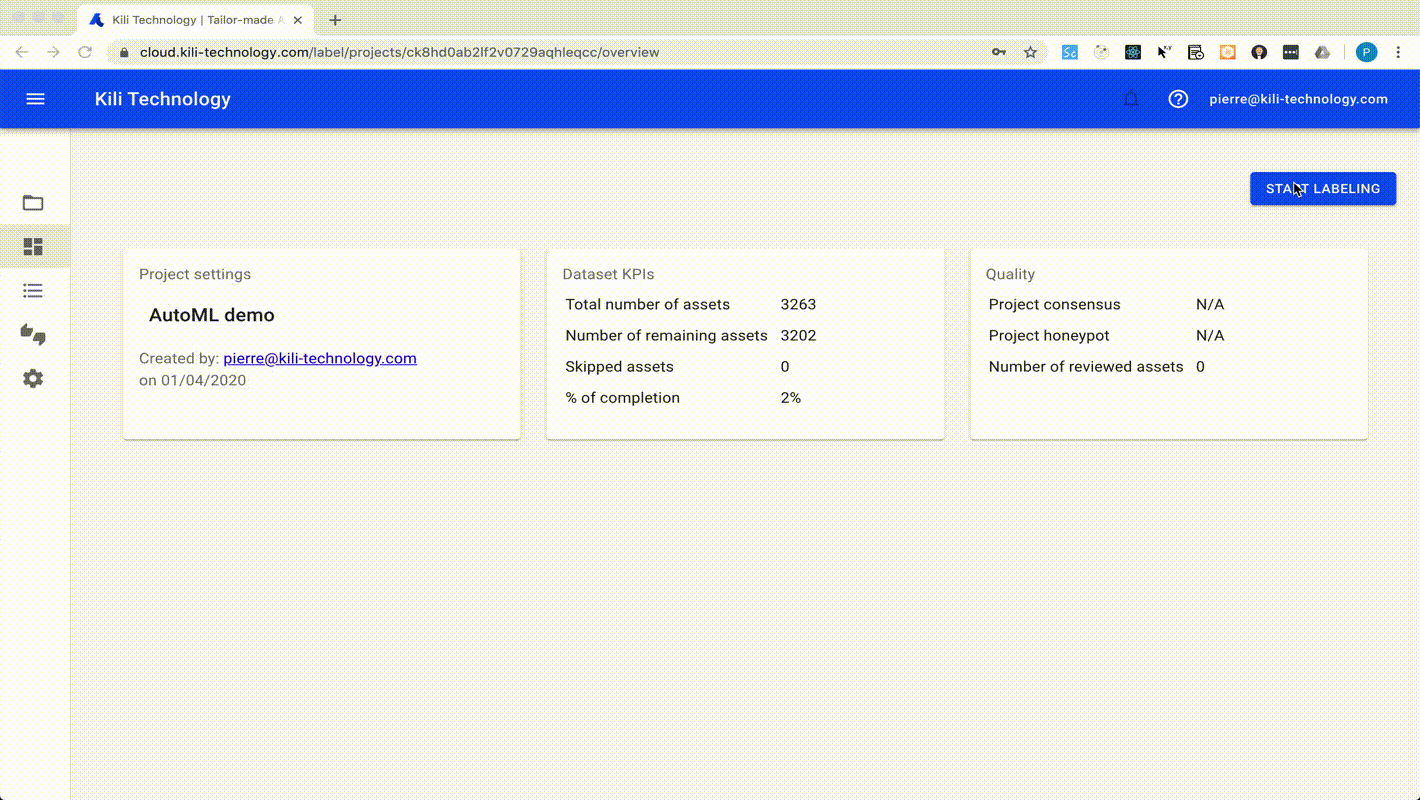 Kili Technology | Tailor-made A
cloud.kili-technology.com/label/projects/ck8hd0ab2lf2v0729aqhleqcc/overview
Sc
X,Y
P
Kili Technology
pierre@kili-technology.com
START LABELING
Project settings
AutoML demo
Created by: pierre@kili-technology.com
on 01/04/2020
Dataset KPIs
Total number of assets 3263
Number of remaining assets 3202
Skipped assets 0
% of completion 2%
Quality
Project consensus N/A
Project honeypot N/A
Number of reviewed assets 0